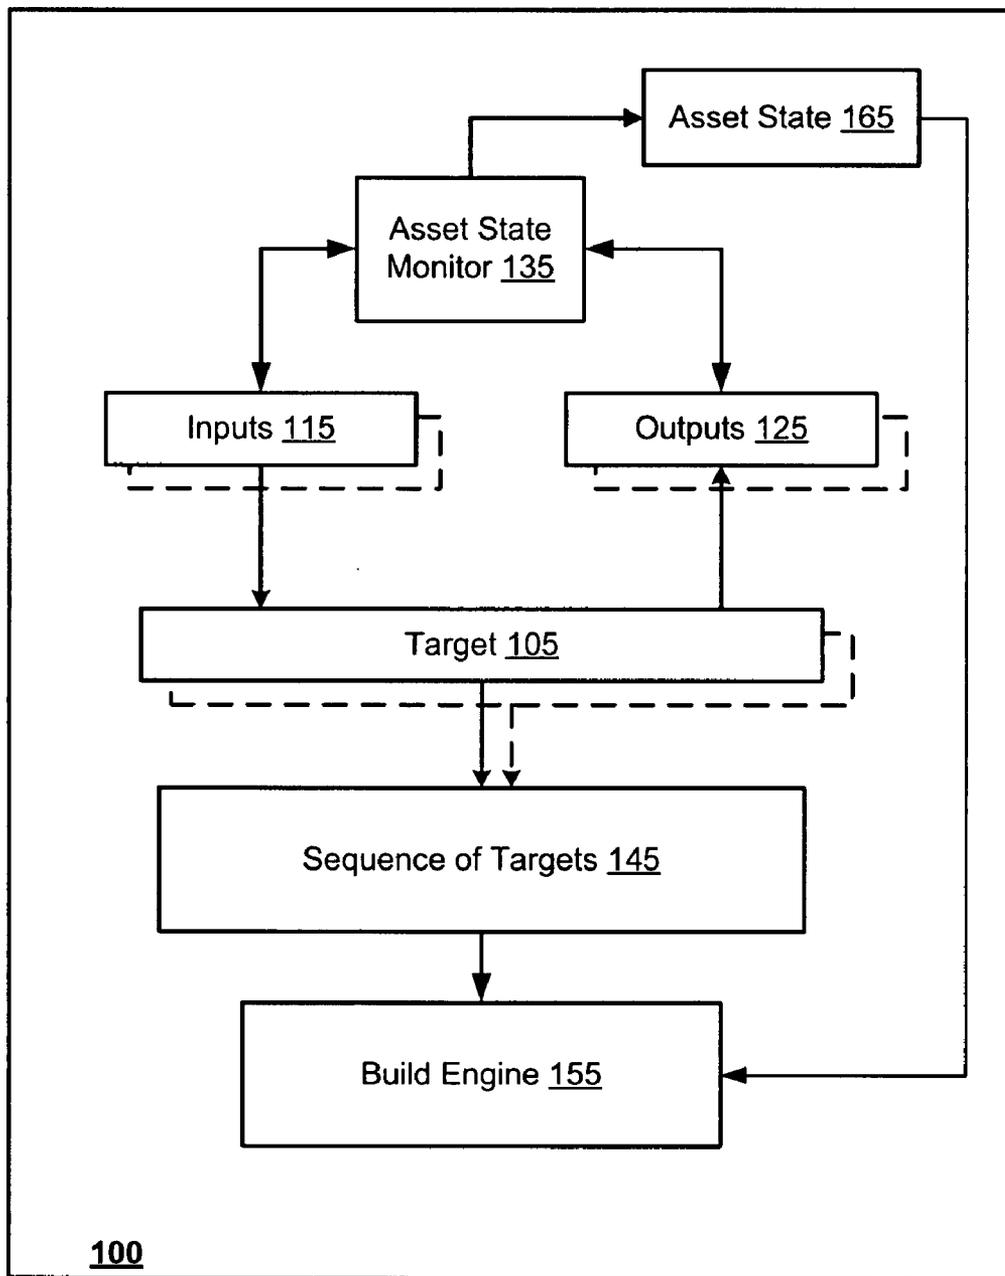 Asset State 165
Asset State
Monitor 135
Inputs 115
Outputs 125
Target 105
Sequence of Targets 145
Build Engine 155
100